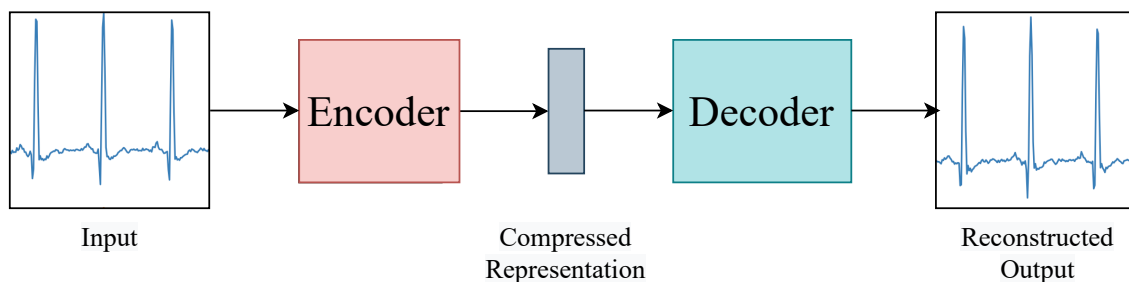 Encoder
Decoder
Input
Compressed
Representation
Reconstructed
Output